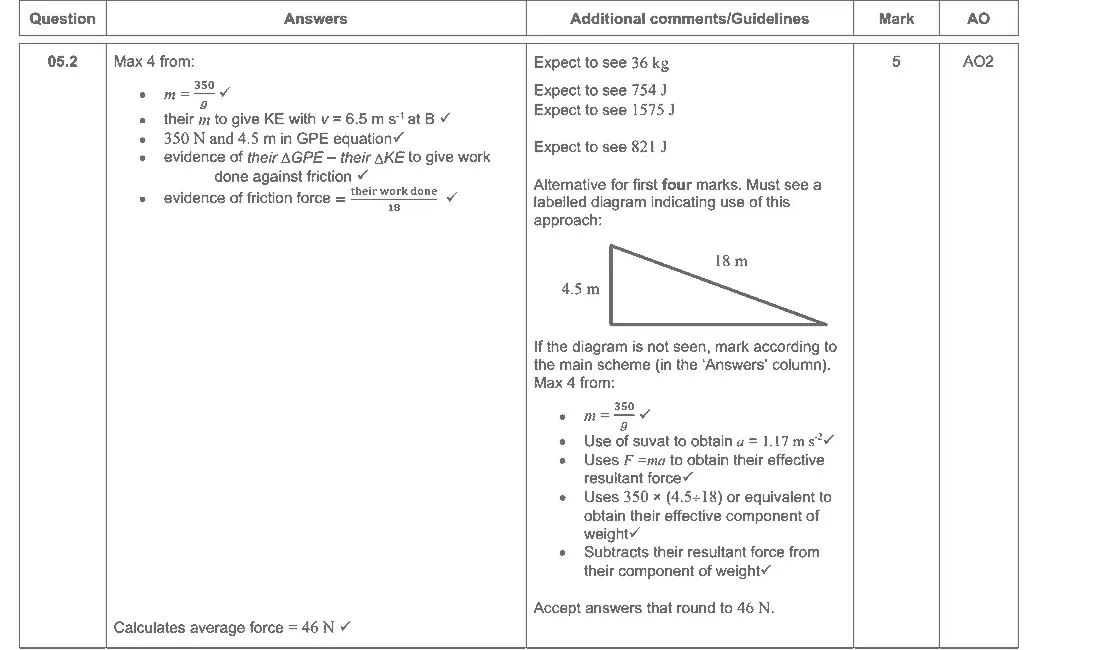 Question Answers Additional comments/Guidelines Mark AO
05.2
Max 4 from:
• m = 350/g ✓
• their m to give KE with v = 6.5 m s⁻¹ at B ✓
• 350 N and 4.5 m in GPE equation✓
• evidence of their ΔGPE – their ΔKE to give work
done against friction ✓
• evidence of friction force = their work done/18 ✓
Calculates average force = 46 N ✓
Expect to see 36 kg
Expect to see 754 J
Expect to see 1575 J
Expect to see 821 J
Alternative for first four marks. Must see a
labelled diagram indicating use of this
approach:
18 m
4.5 m
If the diagram is not seen, mark according to
the main scheme (in the ‘Answers’ column).
Max 4 from:
• m = 350/g ✓
• Use of suvat to obtain a = 1.17 m s⁻²✓
• Uses F =ma to obtain their effective
resultant force✓
• Uses 350 × (4.5÷18) or equivalent to
obtain their effective component of
weight✓
• Subtracts their resultant force from
their component of weight✓
Accept answers that round to 46 N.
5
AO2